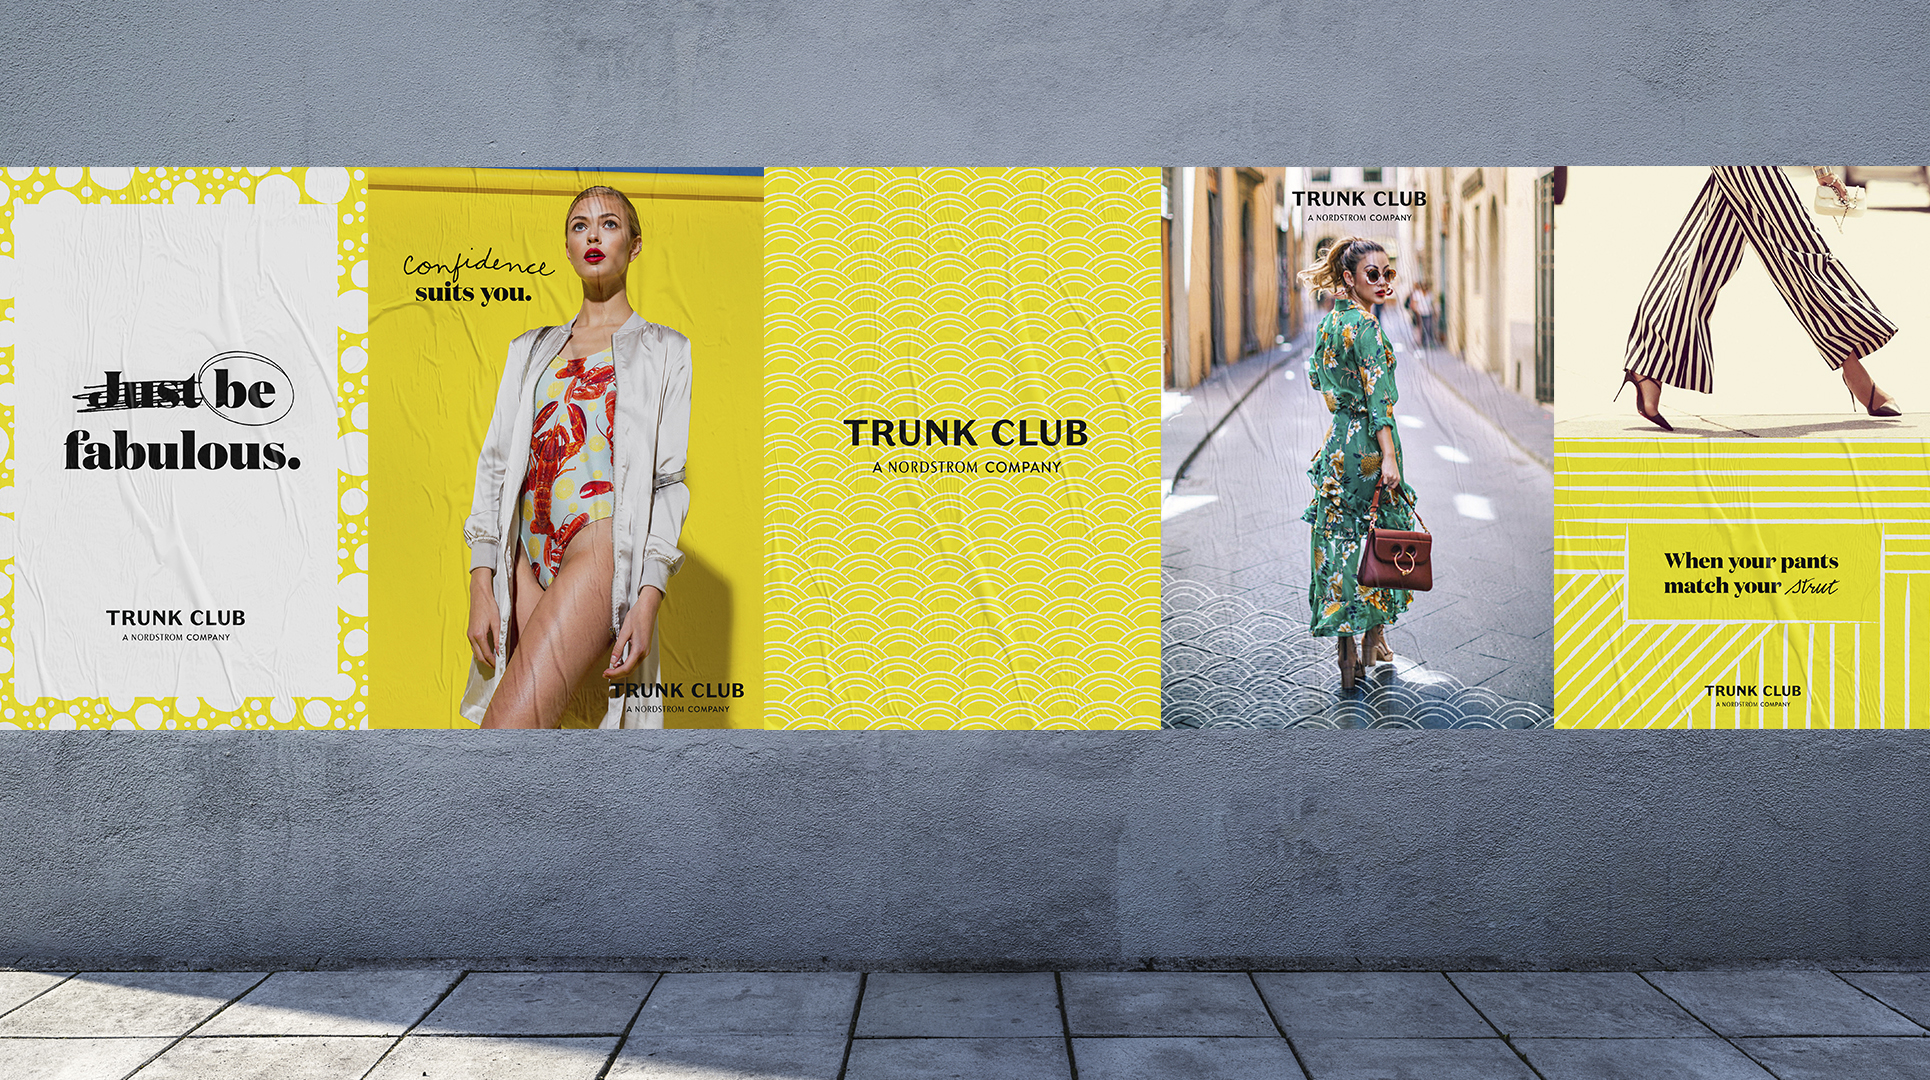 Just be
fabulous.
TRUNK CLUB
A NORDSTROM COMPANY
Confidence
suits you.
TRUNK CLUB
A NORDSTROM COMPANY
TRUNK CLUB
A NORDSTROM COMPANY
TRUNK CLUB
A NORDSTROM COMPANY
When your pants
match your strut
TRUNK CLUB
A NORDSTROM COMPANY